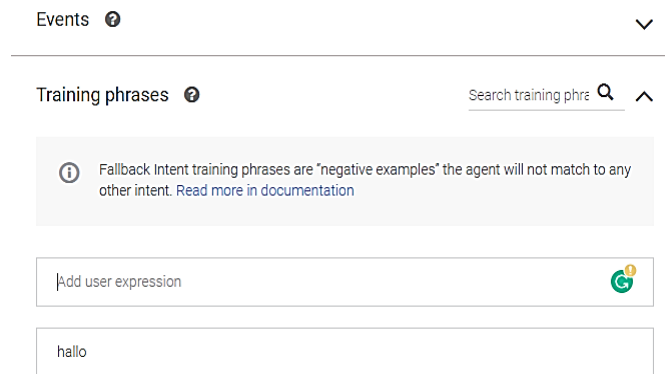 Events ?
Training phrases ?
Search training phra
Fallback Intent training phrases are "negative examples" the agent will not match to any
other intent. Read more in documentation
Add user expression
hallo